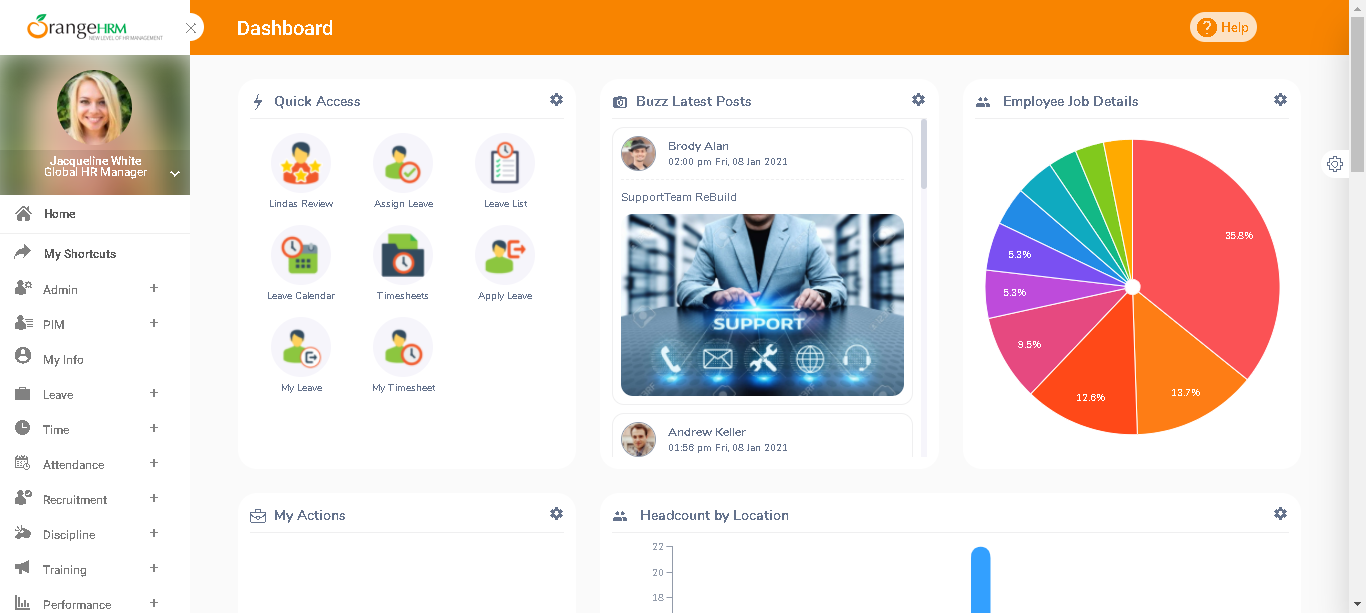 OrangeHRM
NEW LEVEL OF HR MANAGEMENT
Dashboard
? Help
Jacqueline White
Global HR Manager
Home
My Shortcuts
Admin +
PIM +
My Info
Leave +
Time +
Attendance +
Recruitment +
Discipline +
Training +
Performance +
Quick Access
Lindas Review
Assign Leave
Leave List
Leave Calendar
Timesheets
Apply Leave
My Leave
My Timesheet
Buzz Latest Posts
Brody Alan
02:00 pm Fri, 08 Jan 2021
SupportTeam ReBuild
SUPPORT
Andrew Keller
01:56 pm Fri, 08 Jan 2021
Employee Job Details
35.8%
5.3%
5.3%
9.5%
12.6%
13.7%
My Actions
Headcount by Location
22
20
18